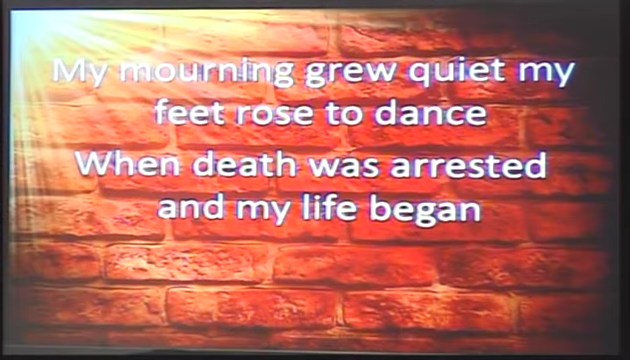 My mourning grew quiet my
feet rose to dance
When death was arrested
and my life began